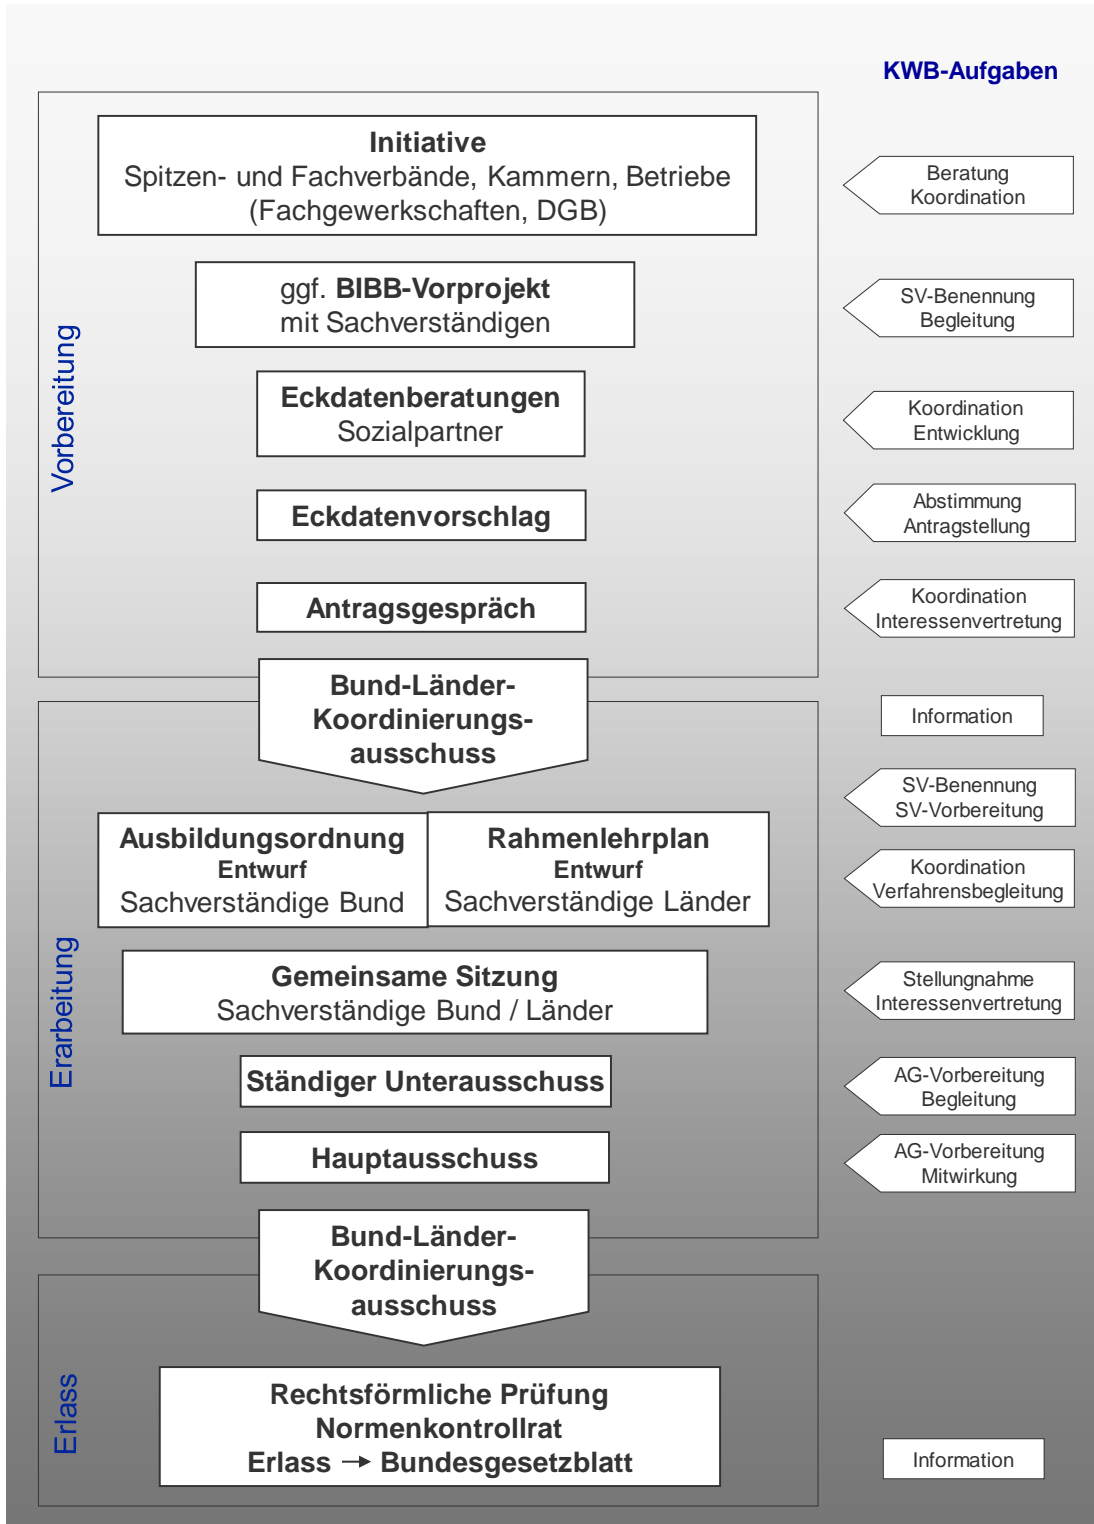 KWB-Aufgaben
Vorbereitung
Initiative
Spitzen- und Fachverbände, Kammern, Betriebe
(Fachgewerkschaften, DGB)
Beratung
Koordination
ggf. BIBB-Vorprojekt
mit Sachverständigen
SV-Benennung
Begleitung
Eckdatenberatungen
Sozialpartner
Koordination
Entwicklung
Eckdatenvorschlag
Abstimmung
Antragstellung
Antragsgespräch
Koordination
Interessenvertretung
Bund-Länder-
Koordinierungs-
ausschuss
Information
Erarbeitung
SV-Benennung
SV-Vorbereitung
Ausbildungsordnung
Entwurf
Sachverständige Bund
Rahmenlehrplan
Entwurf
Sachverständige Länder
Koordination
Verfahrensbegleitung
Gemeinsame Sitzung
Sachverständige Bund / Länder
Stellungnahme
Interessenvertretung
Ständiger Unterausschuss
AG-Vorbereitung
Begleitung
Hauptausschuss
AG-Vorbereitung
Mitwirkung
Bund-Länder-
Koordinierungs-
ausschuss
Erlass
Rechtsförmliche Prüfung
Normenkontrollrat
Erlass → Bundesgesetzblatt
Information